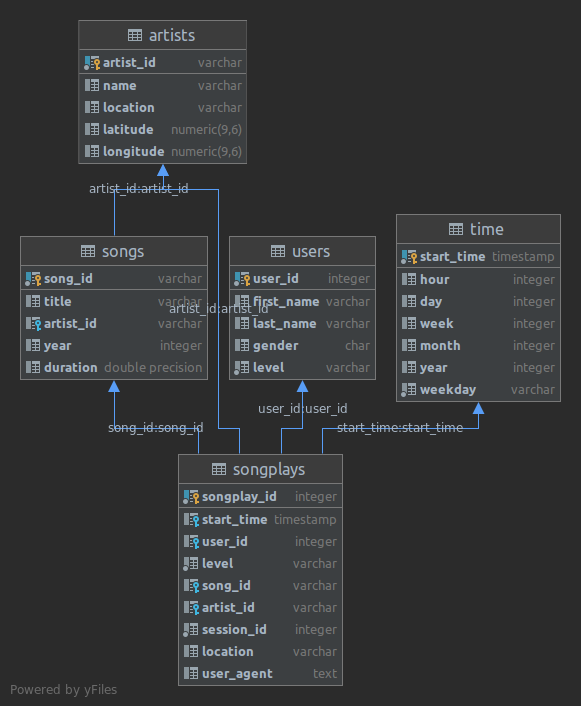 artists
artist_id varchar
name varchar
location varchar
latitude numeric(9,6)
longitude numeric(9,6)
artist_id:artist_id
songs
song_id varchar
title varchar
artist_id varchar
year integer
duration double precision
users
user_id integer
first_name varchar
last_name varchar
gender char
level varchar
time
start_time timestamp
hour integer
day integer
week integer
month integer
year integer
weekday varchar
artist_id:artist_id
user_id:user_id
song_id:song_id
start_time:start_time
songplays
songplay_id integer
start_time timestamp
user_id integer
level varchar
song_id varchar
artist_id varchar
session_id integer
location varchar
user_agent text
Powered by yFiles